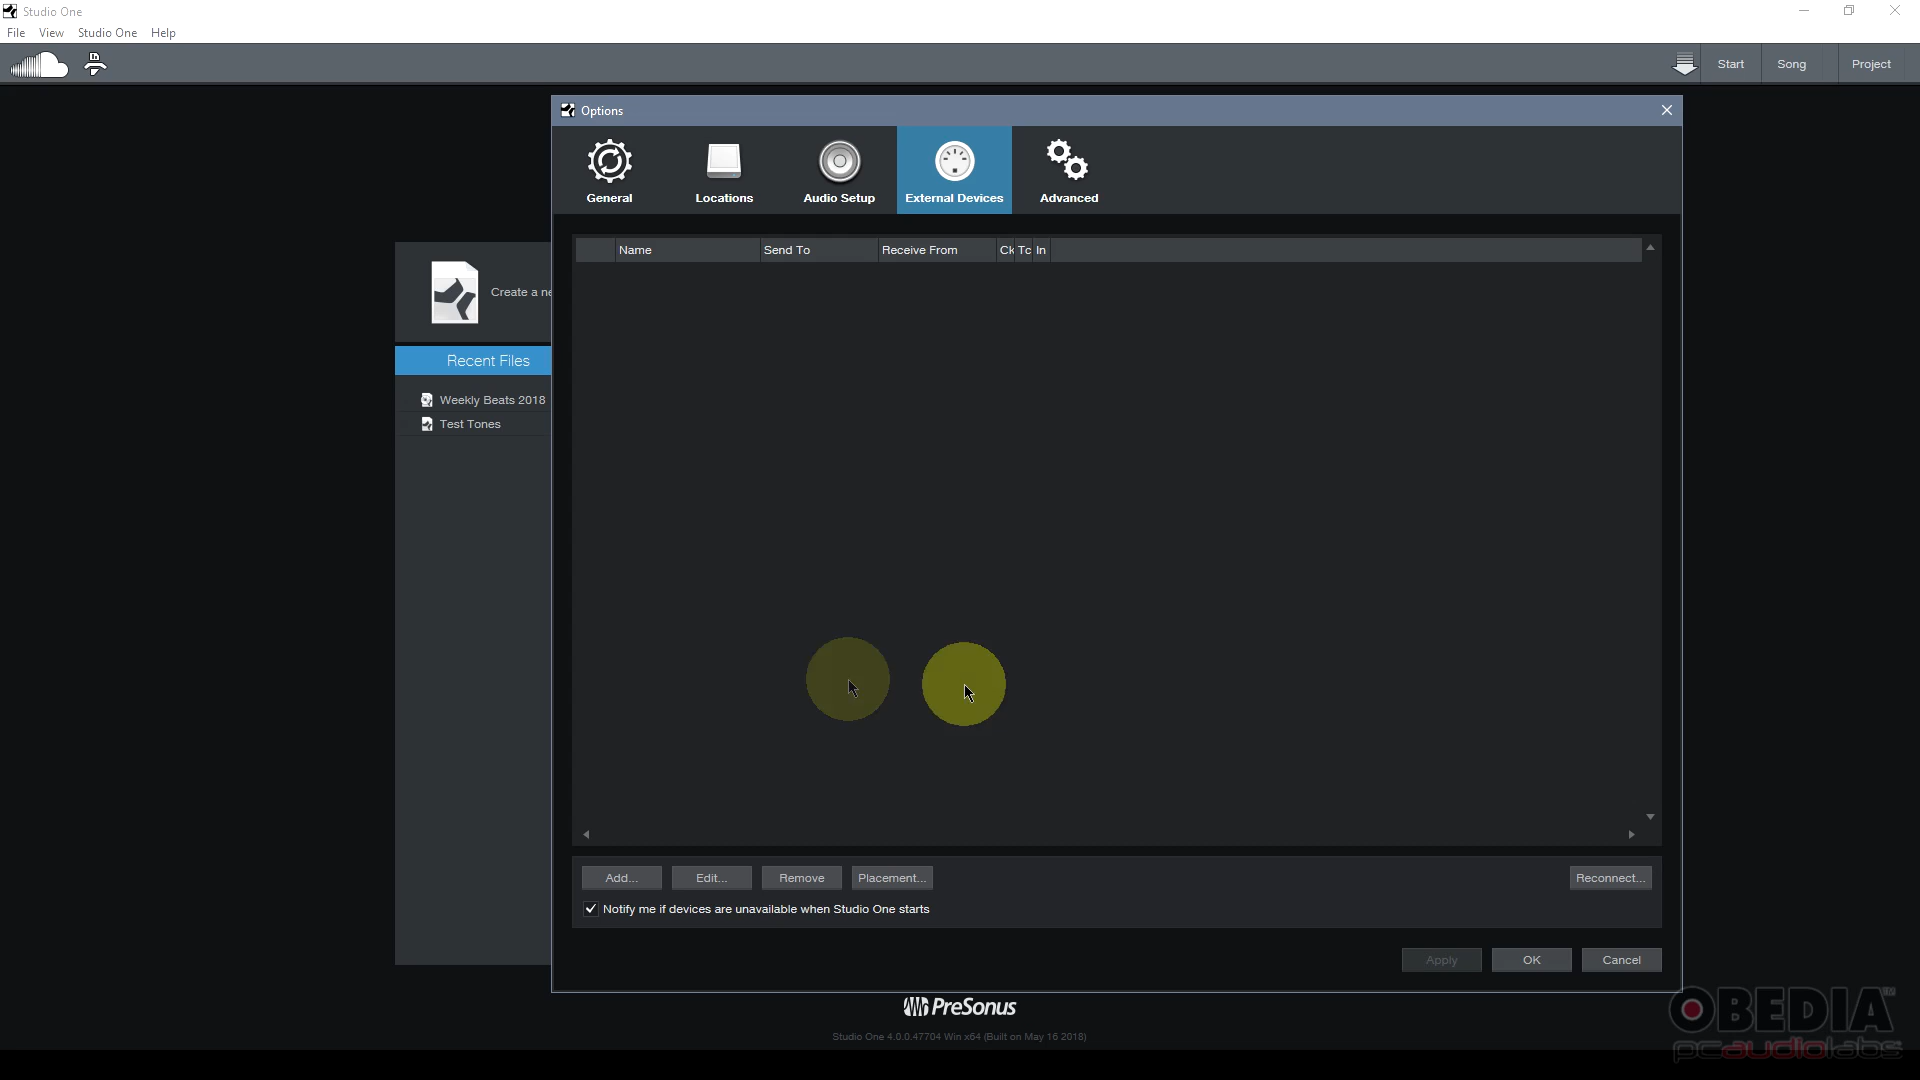 Studio One
File View Studio One Help
Start Song Project
Options
General Locations Audio Setup External Devices Advanced
Name Send To Receive From Ck Tc In
Create a ne
Recent Files
Weekly Beats 2018
Test Tones
Add... Edit... Remove Placement... Reconnect...
Notify me if devices are unavailable when Studio One starts
Apply OK Cancel
PreSonus
Studio One 4.0.0.47704 Win x64 (Built on May 16 2018)
OBEDIA™
pcaudiolabs